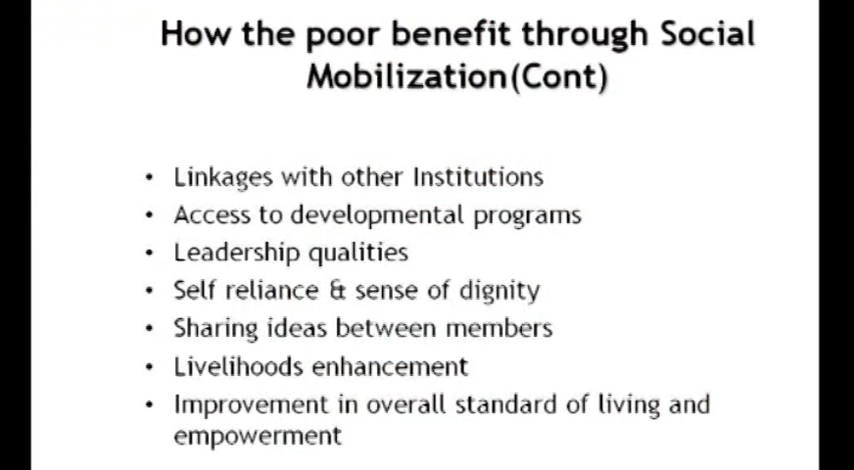 How the poor benefit through Social
Mobilization(Cont)
• Linkages with other Institutions
• Access to developmental programs
• Leadership qualities
• Self reliance & sense of dignity
• Sharing ideas between members
• Livelihoods enhancement
• Improvement in overall standard of living and
empowerment